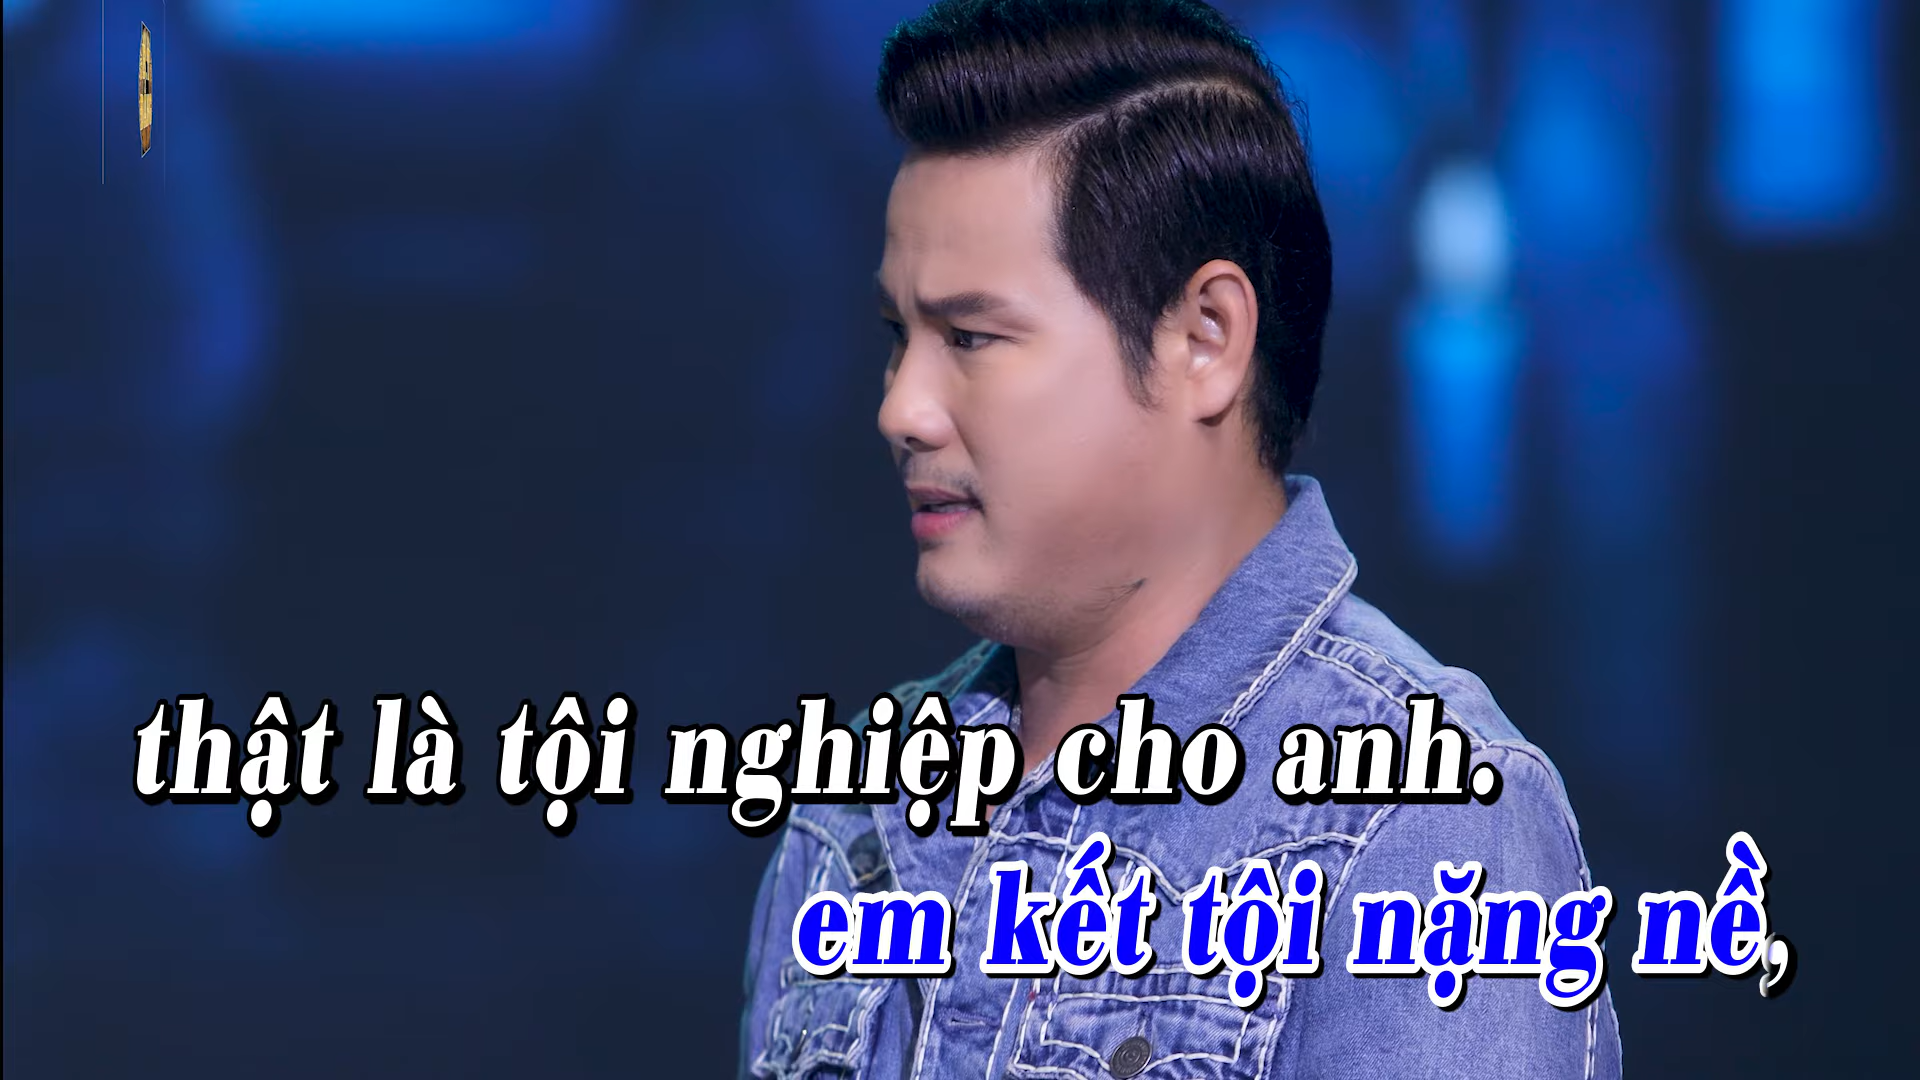 thật là tội nghiệp cho anh.
em kết tội nặng nề,